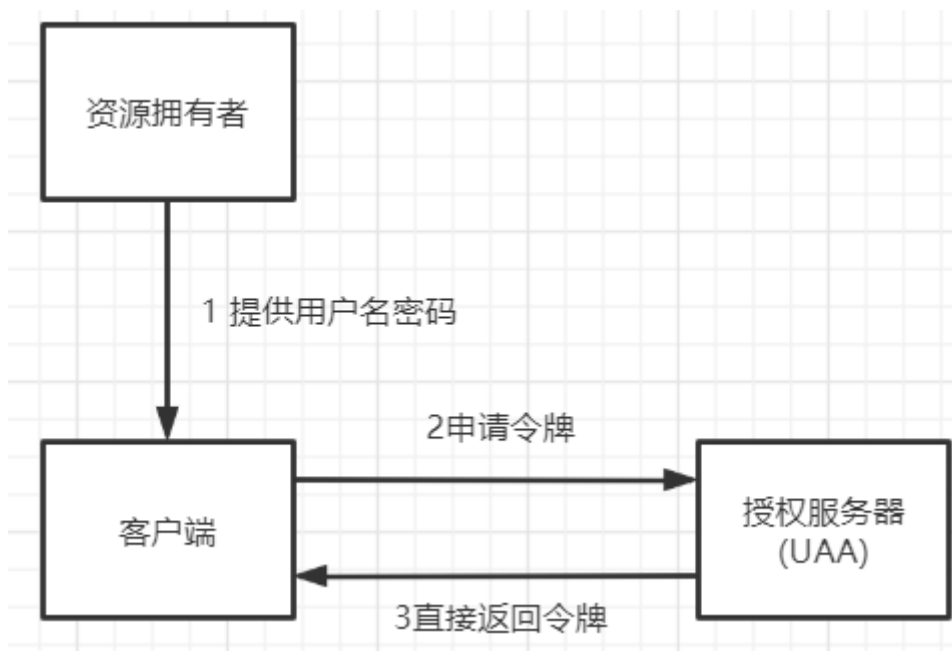 资源拥有者
1 提供用户名密码
2申请令牌
客户端
授权服务器
(UAA)
3直接返回令牌